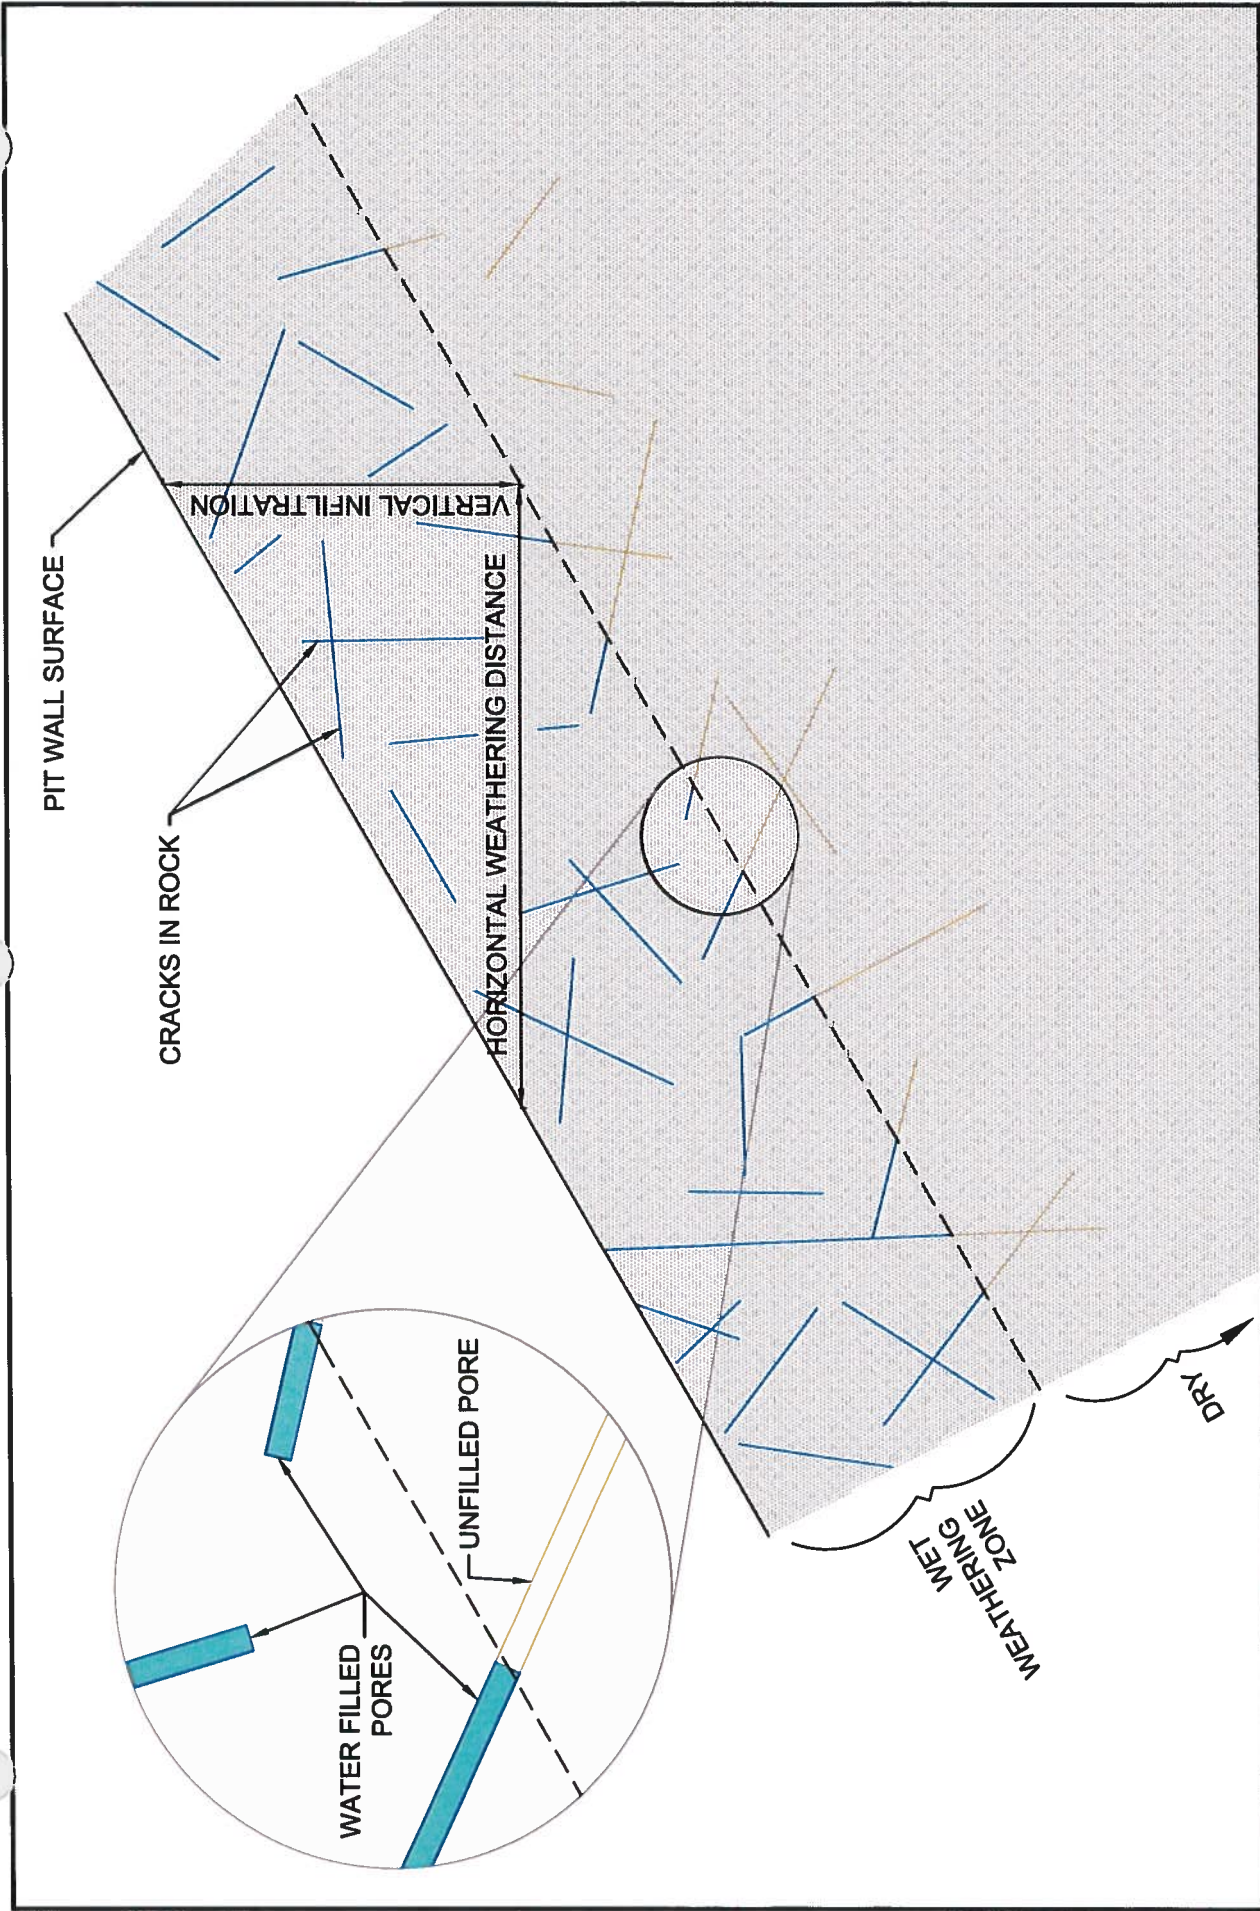 PIT WALL SURFACE
CRACKS IN ROCK
VERTICAL INFILTRATION
HORIZONTAL WEATHERING DISTANCE
WATER FILLED
PORES
UNFILLED PORE
WET
WEATHERING
ZONE
DRY